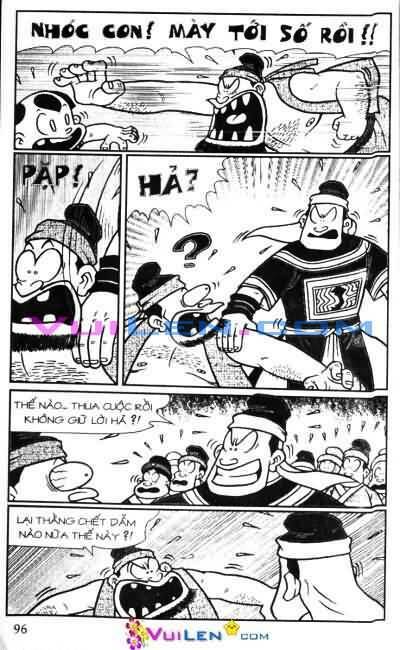 NHÓC CON! MÀY TỚI SỐ RỒI!!
PẶP!
HẢ?
?
VUILEN.COM
THẾ NÀO... THUA CUỘC RỒI
KHÔNG GIỮ LỜI HẢ?!
LẠI THẰNG CHẾT DẪM
NÀO NỮA THẾ NÀY?!
96
VUILEN.COM